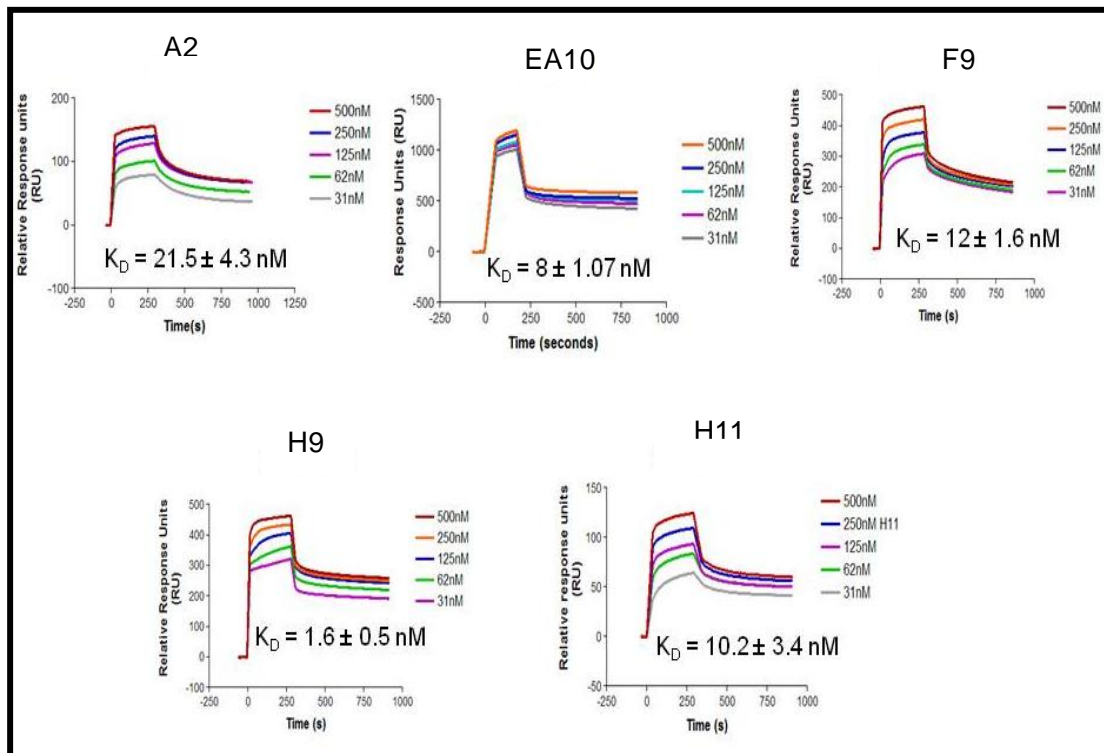 A2
Relative Response units
(RU)
200
100
0
-100
-250 0 250 500 750 1000 1250
Time(s)
500nM
250nM
125nM
62nM
31nM
K_D = 21.5 ± 4.3 nM
EA10
Response Units (RU)
1500
1000
500
0
-500
-250 0 250 500 750 1000
Time (seconds)
500nM
250nM
125nM
62nM
31nM
K_D = 8 ± 1.07 nM
F9
Relative Response Units
(RU)
500
400
300
200
100
0
-100
-250 0 250 500 750 1000
Time (s)
500nM
250nM
125nM
62nM
31nM
K_D = 12 ± 1.6 nM
H9
Relative Response Units
(RU)
500
400
300
200
100
0
-100
-250 0 250 500 750 1000
Time (s)
500nM
250nM
125nM
62nM
31nM
K_D = 1.6 ± 0.5 nM
H11
Relative response units
(RU)
150
100
50
0
-50
-250 0 250 500 750 1000
Time (s)
500nM
250nM H11
125nM
62nM
31nM
K_D = 10.2 ± 3.4 nM